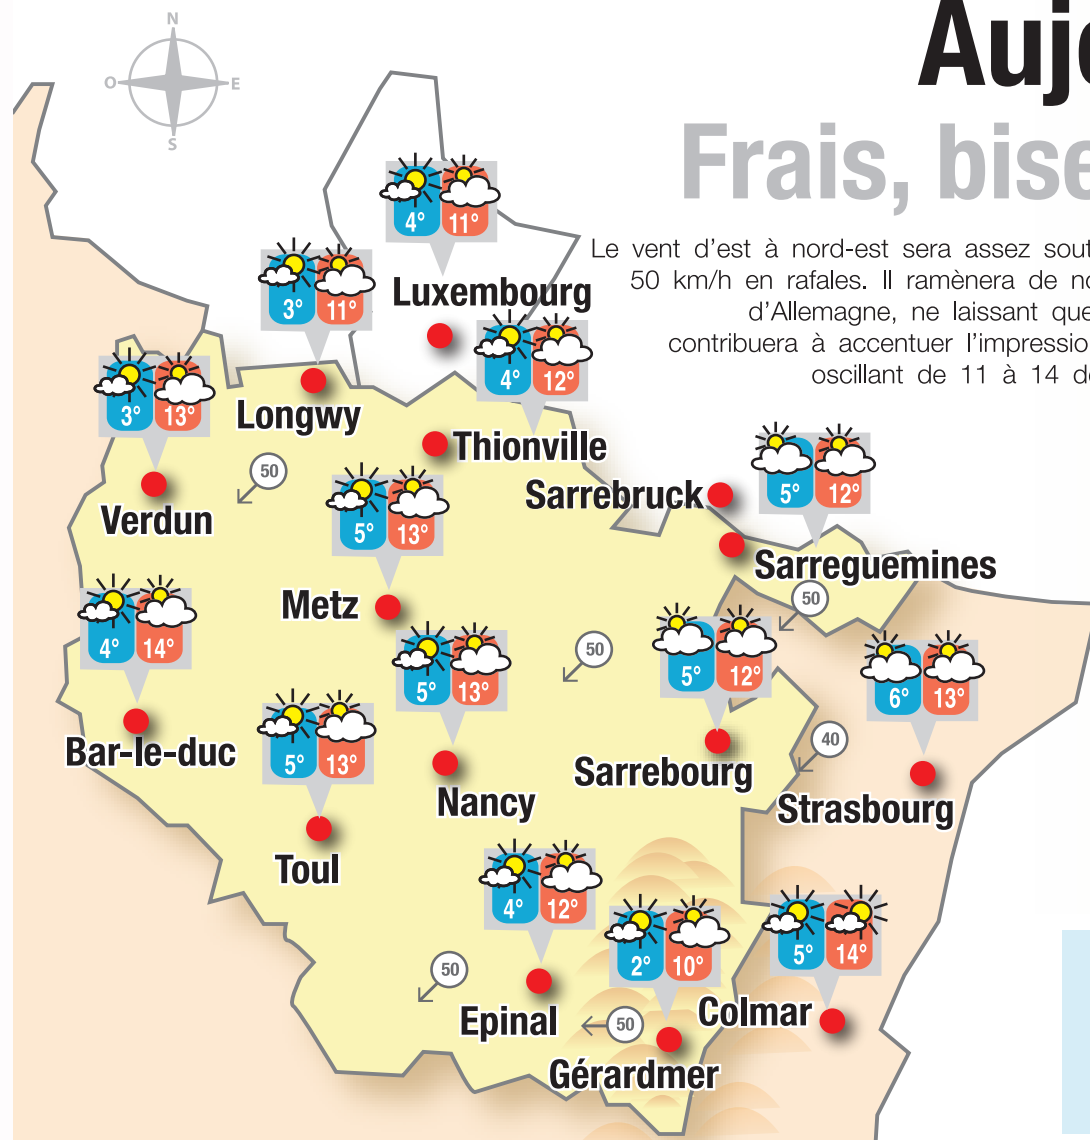 Aujo
Frais, bise
Le vent d'est à nord-est sera assez sout
50 km/h en rafales. Il ramènera de no
d'Allemagne, ne laissant que
contribuera à accentuer l'impressio
oscillant de 11 à 14 de
N
O E
S
4° 11°
Luxembourg
3° 11°
Longwy
4° 12°
Thionville
3° 13°
Verdun
50
5° 13°
Metz
Sarrebruck
5° 12°
Sarreguemines
50
4° 14°
Bar-le-duc
5° 13°
Nancy
50
5° 12°
Sarrebourg
6° 13°
Strasbourg
40
5° 13°
Toul
4° 12°
Epinal
50
2° 10°
Gérardmer
50
5° 14°
Colmar